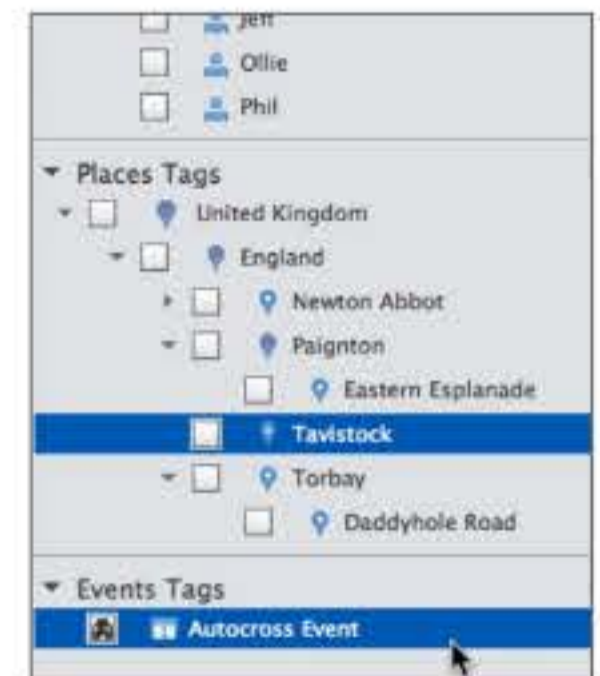 Jeff
Ollie
Phil
Places Tags
United Kingdom
England
Newton Abbot
Paignton
Eastern Esplanade
Tavistock
Torbay
Daddyhole Road
Events Tags
Autocross Event